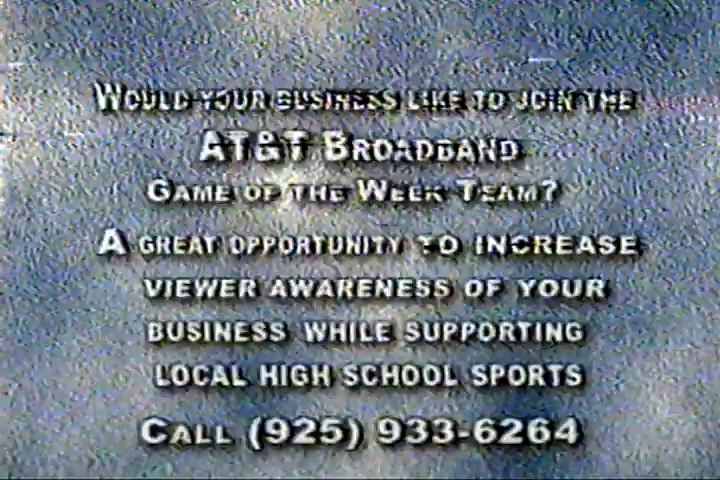 Would your business like to join the
AT&T Broadband
Game of the Week Team?
A great opportunity to increase
viewer awareness of your
business while supporting
local high school sports
Call (925) 933-6264